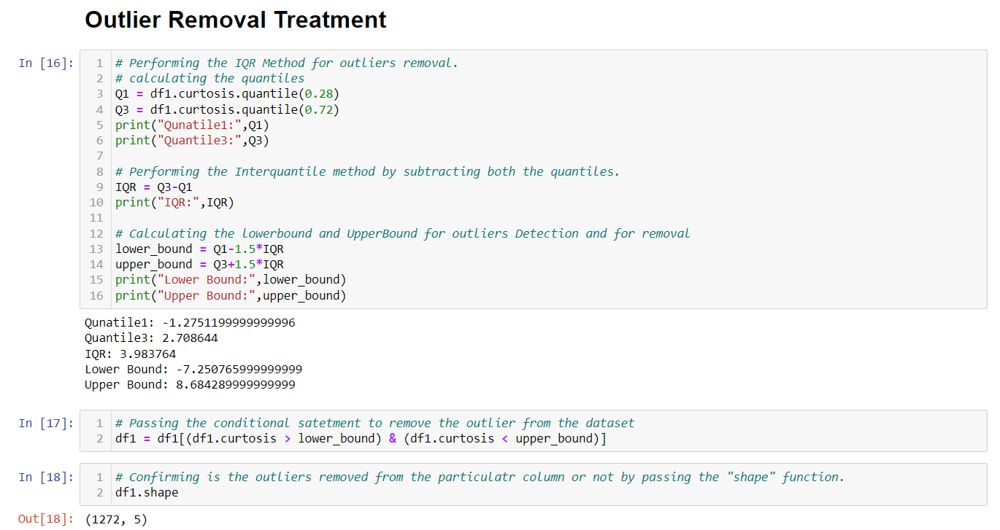 Outlier Removal Treatment
In [16]:
1 # Performing the IQR Method for outliers removal.
2 # calculating the quantiles
3 Q1 = df1.curtosis.quantile(0.28)
4 Q3 = df1.curtosis.quantile(0.72)
5 print("Qunatile1:",Q1)
6 print("Quantile3:",Q3)
7
8 # Performing the Interquantile method by subtracting both the quantiles.
9 IQR = Q3-Q1
10 print("IQR:",IQR)
11
12 # Calculating the lowerbound and UpperBound for outliers Detection and for removal
13 lower_bound = Q1-1.5*IQR
14 upper_bound = Q3+1.5*IQR
15 print("Lower Bound:",lower_bound)
16 print("Upper Bound:",upper_bound)
Qunatile1: -1.2751199999999996
Quantile3: 2.708644
IQR: 3.983764
Lower Bound: -7.250765999999999
Upper Bound: 8.684289999999999
In [17]:
1 # Passing the conditional satetment to remove the outlier from the dataset
2 df1 = df1[(df1.curtosis > lower_bound) & (df1.curtosis < upper_bound)]
In [18]:
1 # Confirming is the outliers removed from the particulatr column or not by passing the "shape" function.
2 df1.shape
Out[18]: (1272, 5)